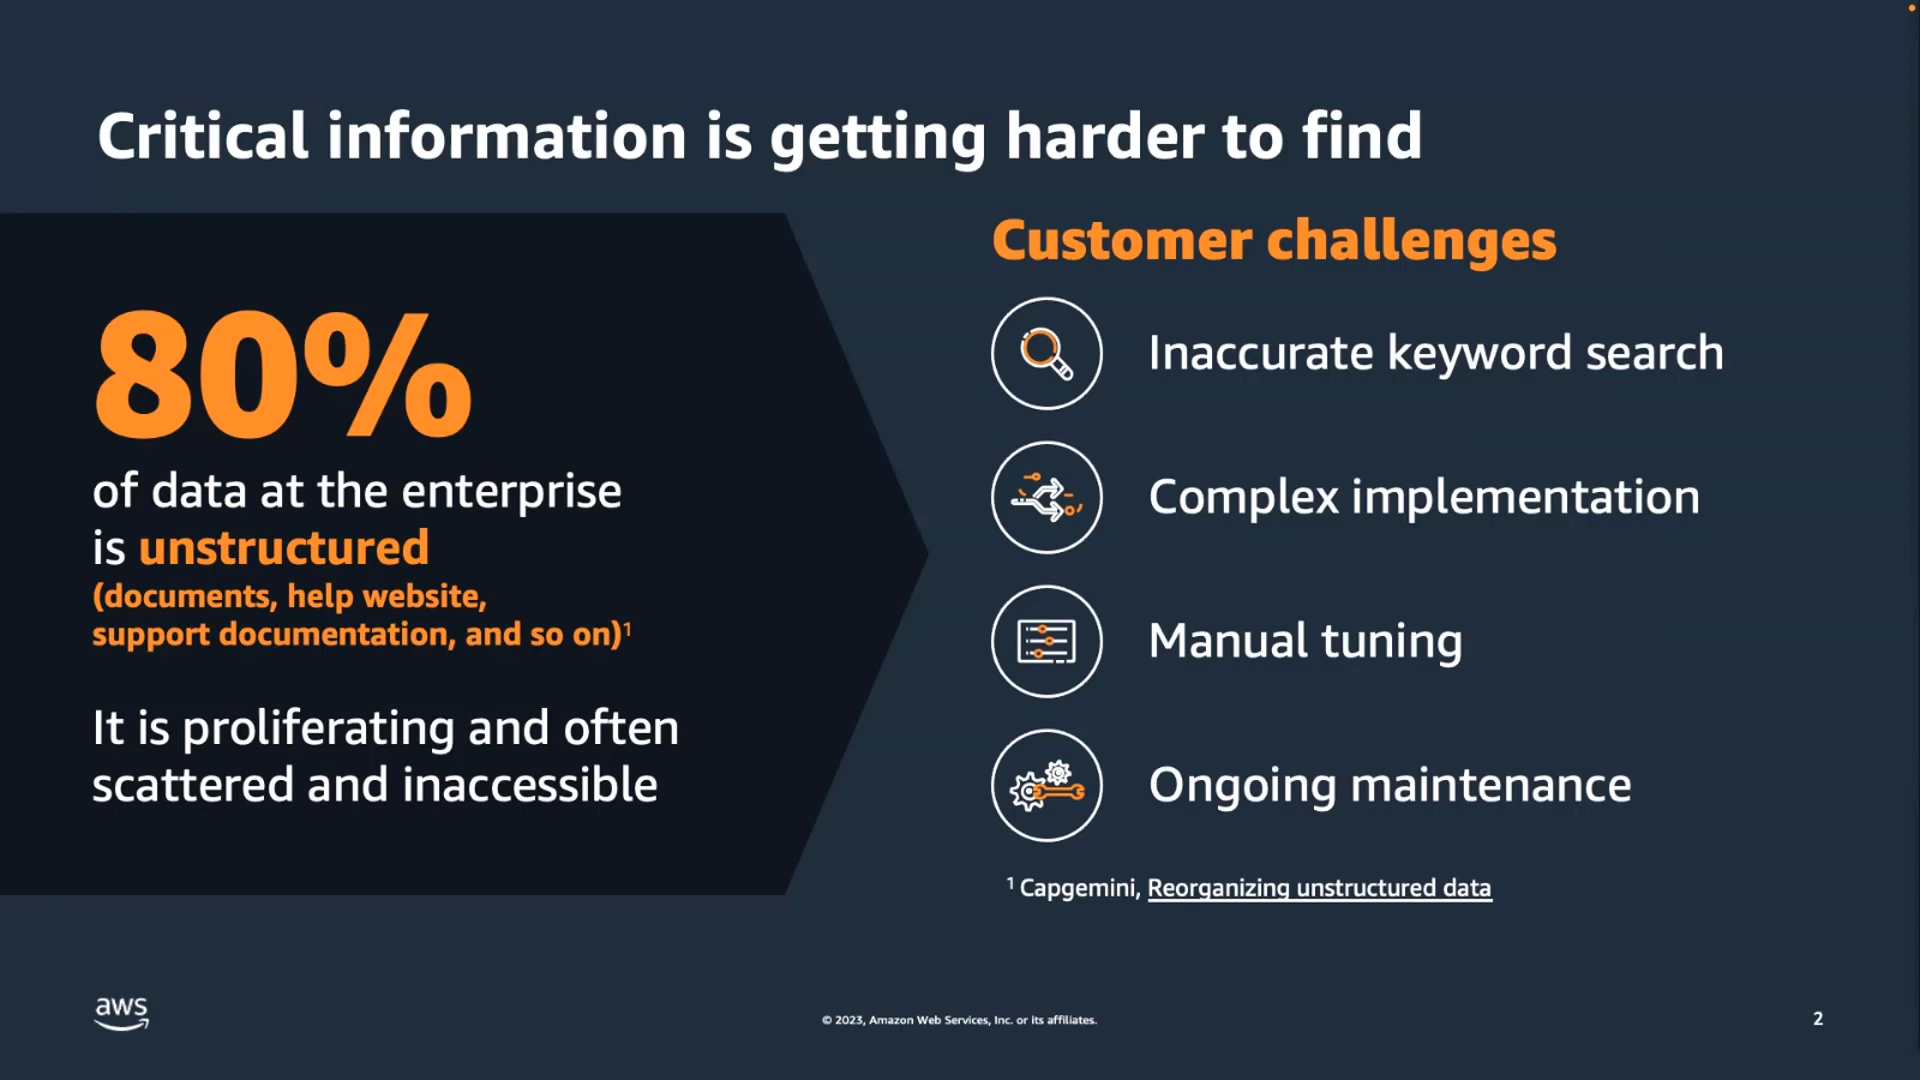 Critical information is getting harder to find
80%
of data at the enterprise
is unstructured
(documents, help website,
support documentation, and so on)¹
It is proliferating and often
scattered and inaccessible
Customer challenges
Inaccurate keyword search
Complex implementation
Manual tuning
Ongoing maintenance
¹ Capgemini, Reorganizing unstructured data
aws
© 2023, Amazon Web Services, Inc. or its affiliates.
2